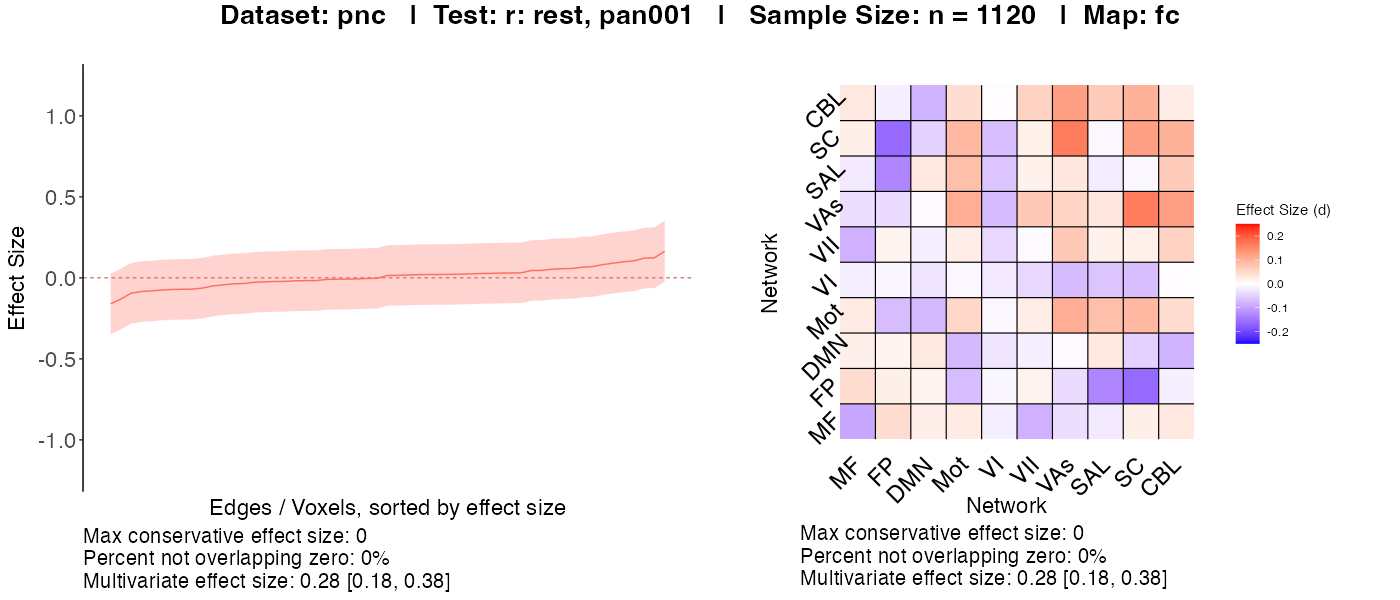 Dataset: pnc | Test: r: rest, pan001 | Sample Size: n = 1120 | Map: fc
Effect Size
1.0
0.5
0.0
-0.5
-1.0
Edges / Voxels, sorted by effect size
Max conservative effect size: 0
Percent not overlapping zero: 0%
Multivariate effect size: 0.28 [0.18, 0.38]
Network
CBL
SC
SAL
VAs
VII
VI
Mot
DMN
FP
MF
MF
FP
DMN
Mot
VI
VII
VAs
SAL
SC
CBL
Network
Max conservative effect size: 0
Percent not overlapping zero: 0%
Multivariate effect size: 0.28 [0.18, 0.38]
Effect Size (d)
0.2
0.1
0.0
-0.1
-0.2